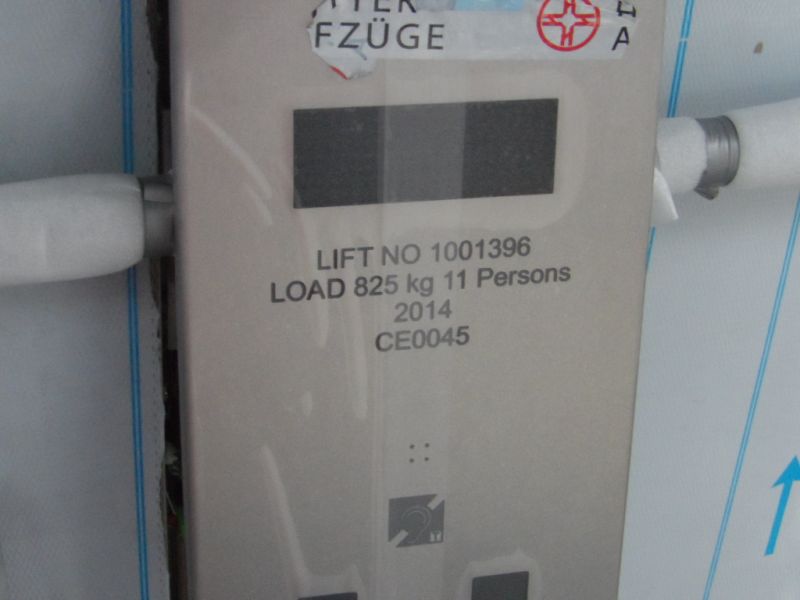 FZÜGE
A
LIFT NO 1001396
LOAD 825 kg 11 Persons
2014
CE0045
T